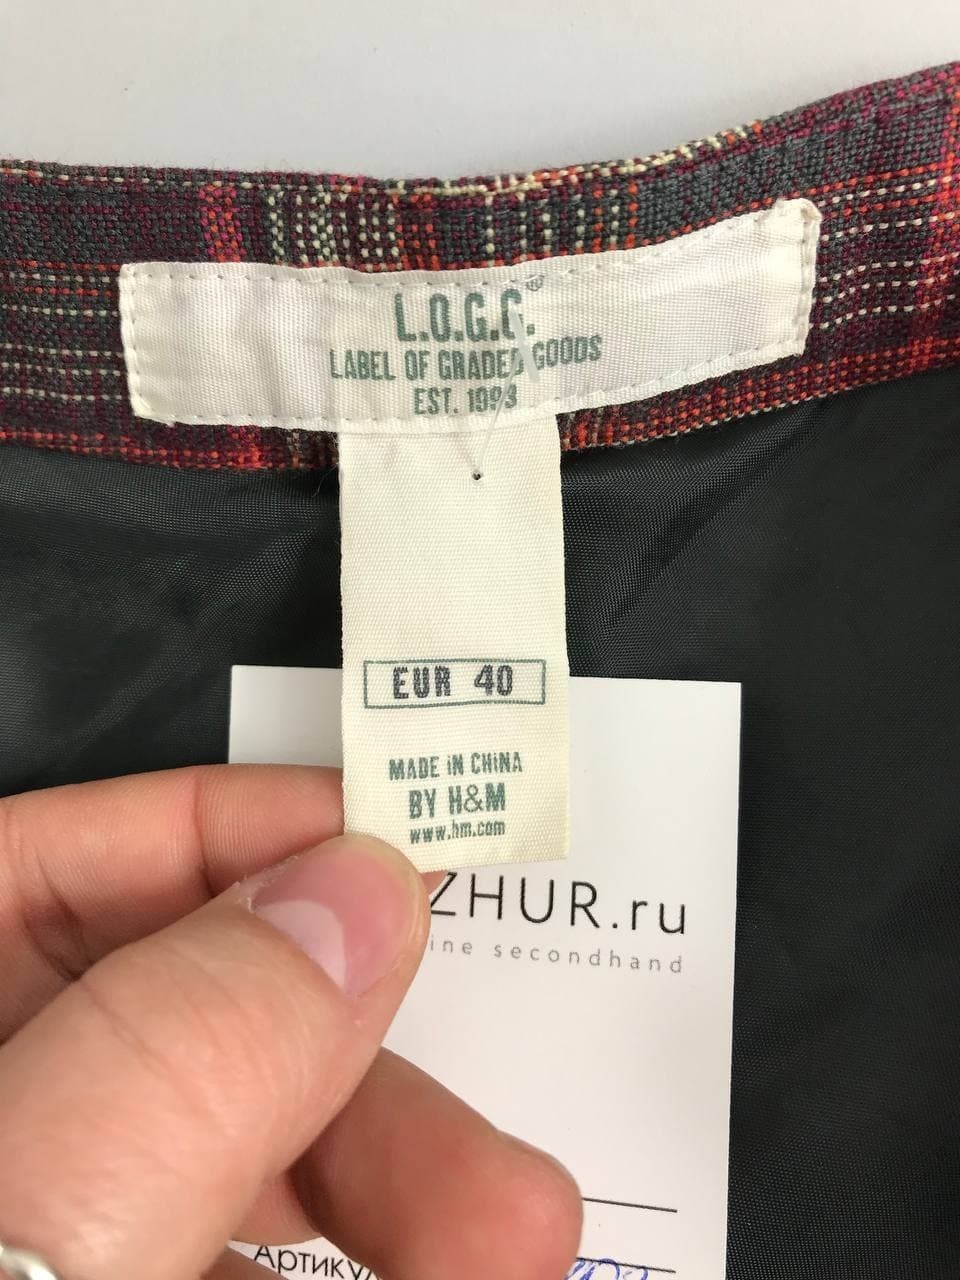 L.O.G.G.®
LABEL OF GRADED GOODS
EST. 1993
EUR 40
MADE IN CHINA
BY H&M
www.hm.com
ZHUR.ru
ine secondhand
Артикул